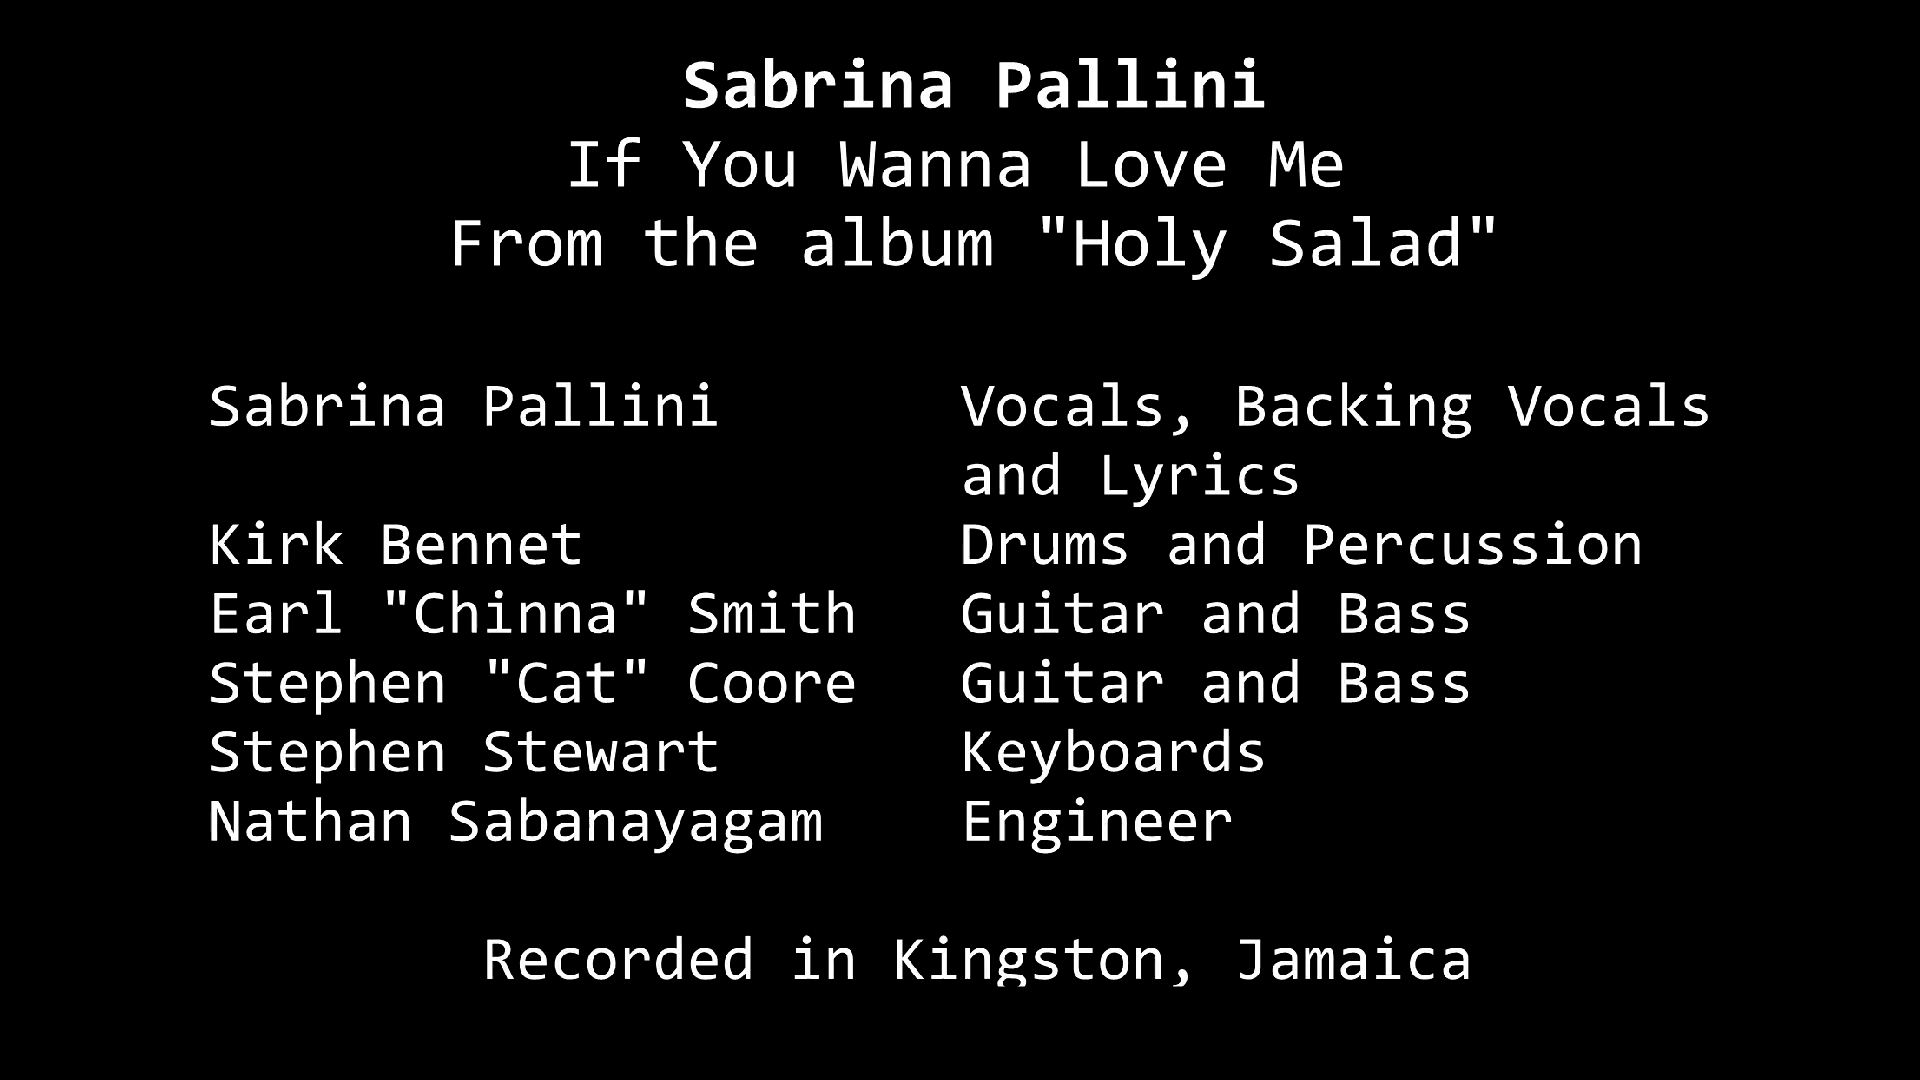 Sabrina Pallini
If You Wanna Love Me
From the album "Holy Salad"
Sabrina Pallini Vocals, Backing Vocals
and Lyrics
Kirk Bennet Drums and Percussion
Earl "Chinna" Smith Guitar and Bass
Stephen "Cat" Coore Guitar and Bass
Stephen Stewart Keyboards
Nathan Sabanayagam Engineer
Recorded in Kingston, Jamaica